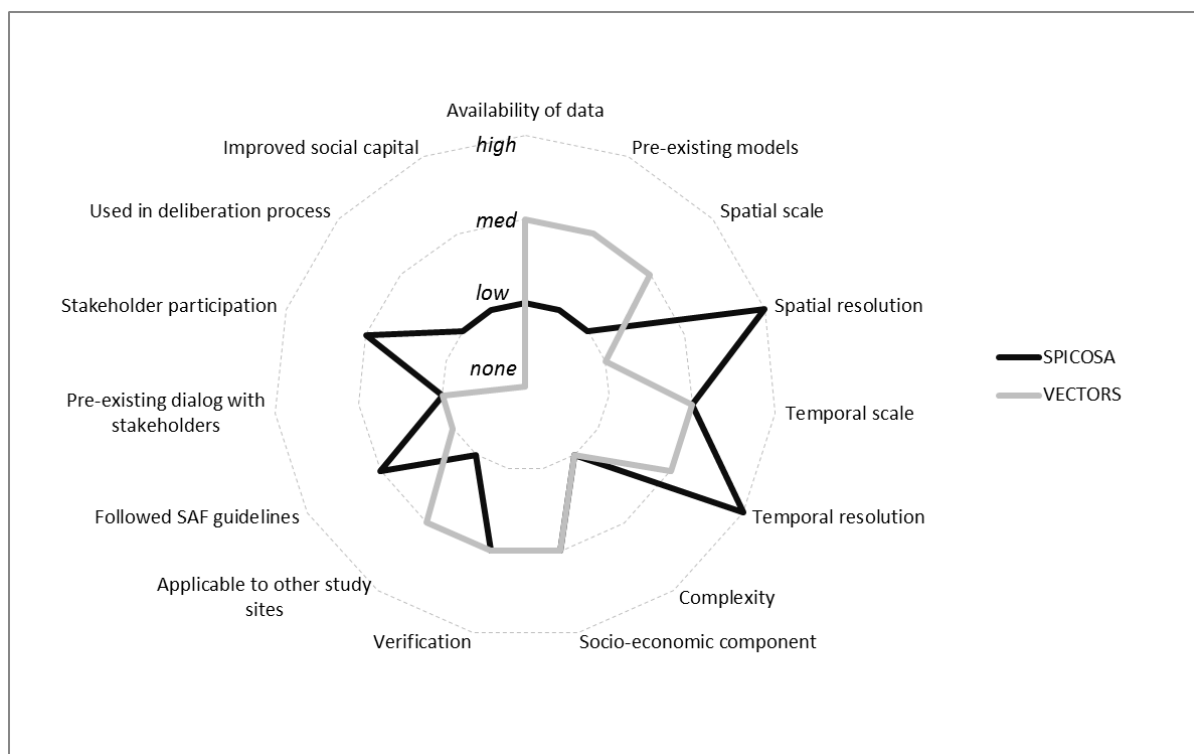 Availability of data
Improved social capital
high
Pre-existing models
Used in deliberation process
med
Spatial scale
Stakeholder participation
low
Spatial resolution
none
SPICOSA
VECTORS
Pre-existing dialog with
stakeholders
Temporal scale
Followed SAF guidelines
Temporal resolution
Applicable to other study
sites
Complexity
Verification
Socio-economic component